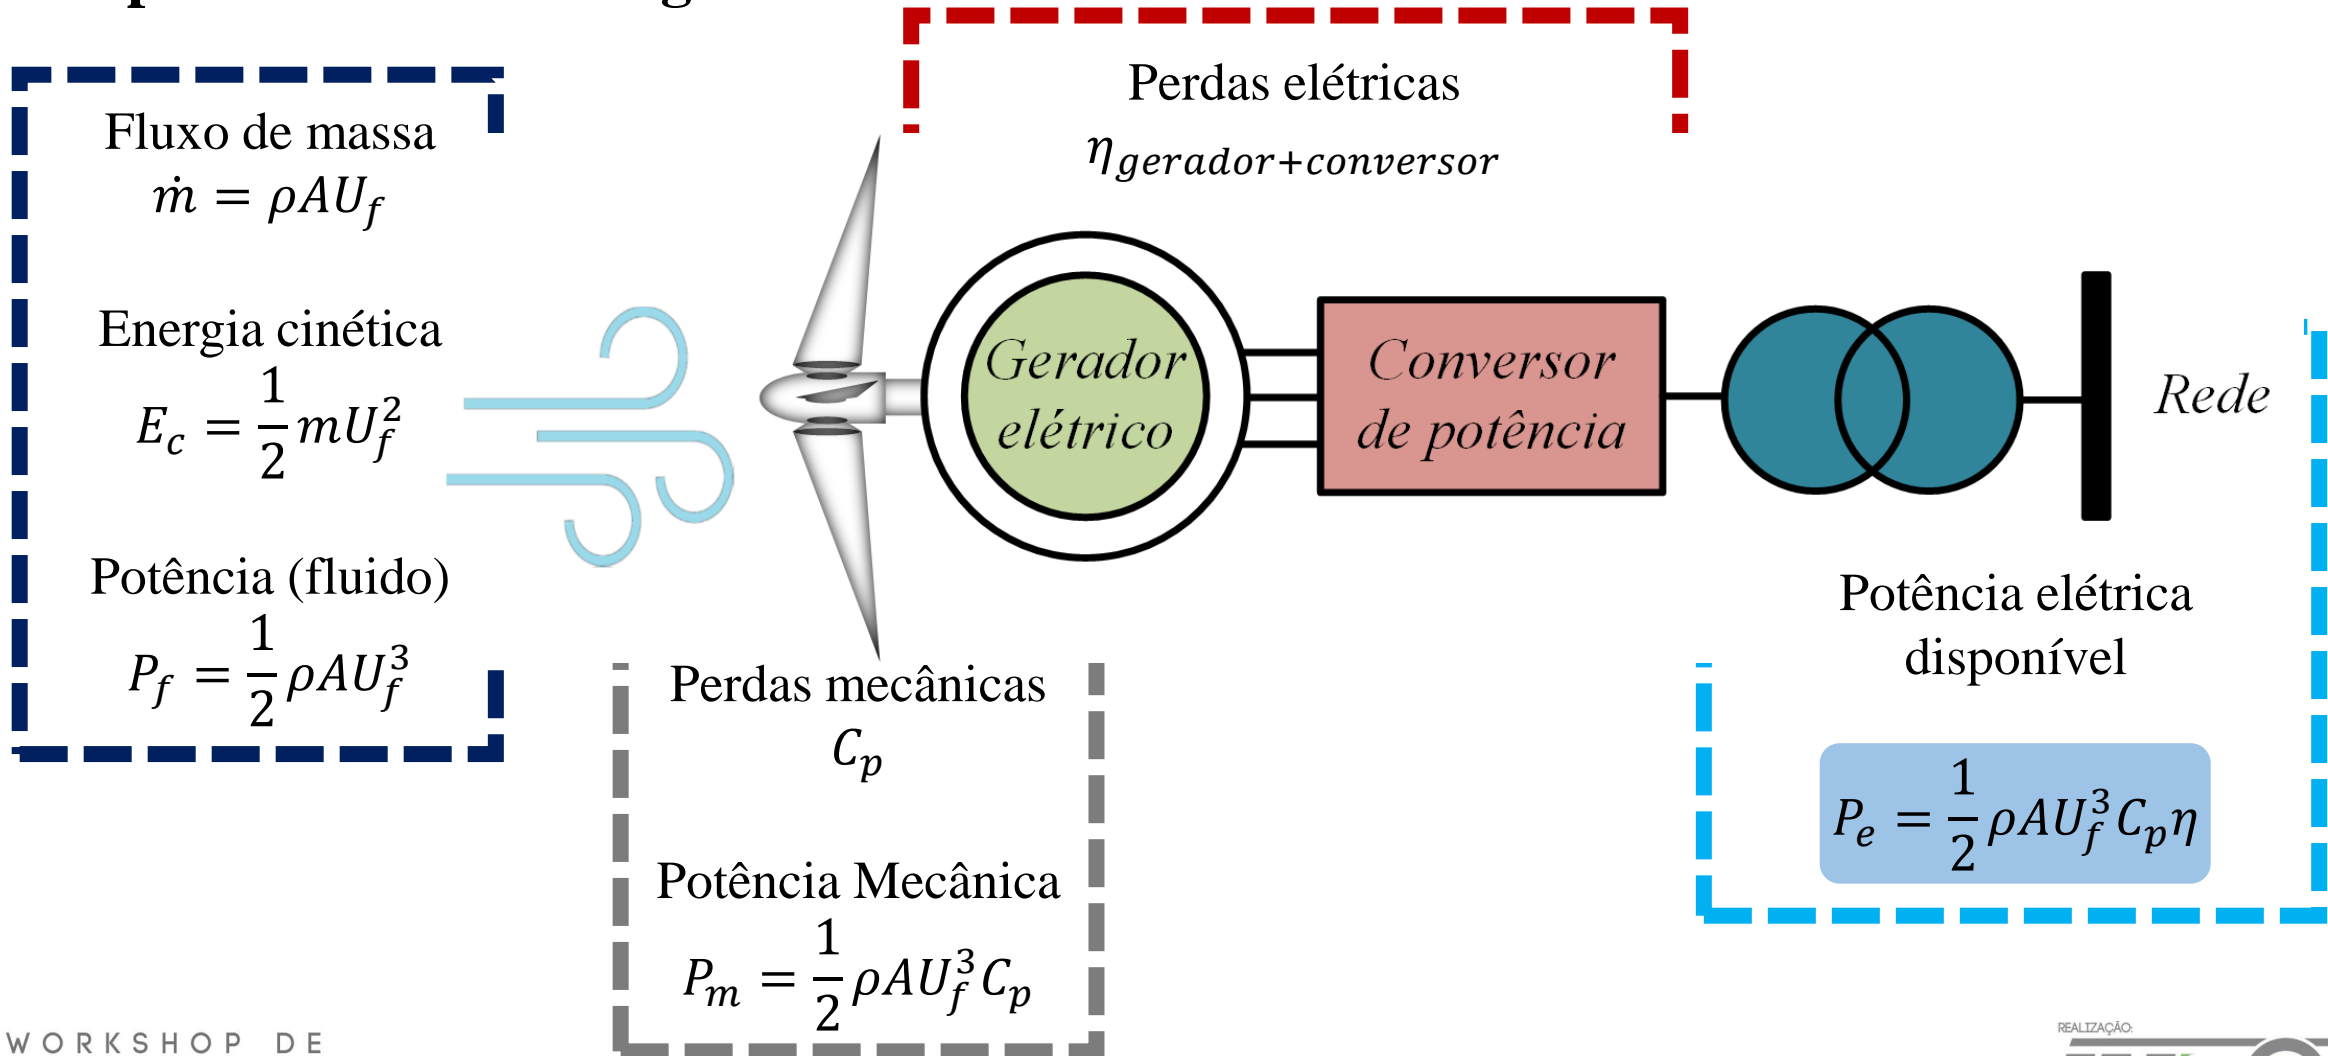 Fluxo de massa
ṁ = ρAU_f
Energia cinética
E_c = 1/2 mU_f^2
Potência (fluido)
P_f = 1/2 ρAU_f^3
Perdas elétricas
η_gerador+conversor
Gerador
elétrico
Conversor
de potência
Rede
Perdas mecânicas
C_p
Potência Mecânica
P_m = 1/2 ρAU_f^3 C_p
Potência elétrica
disponível
P_e = 1/2 ρAU_f^3 C_p η
WORKSHOP DE
REALIZAÇÃO: